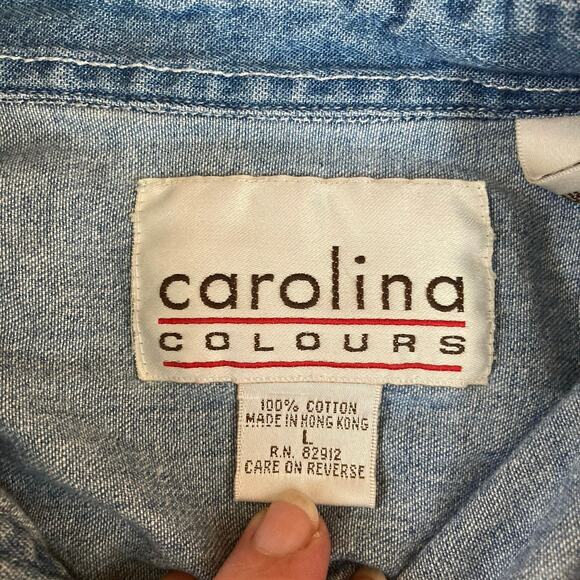 carolina
COLOURS
100% COTTON
MADE IN HONG KONG
L
R.N. 82912
CARE ON REVERSE